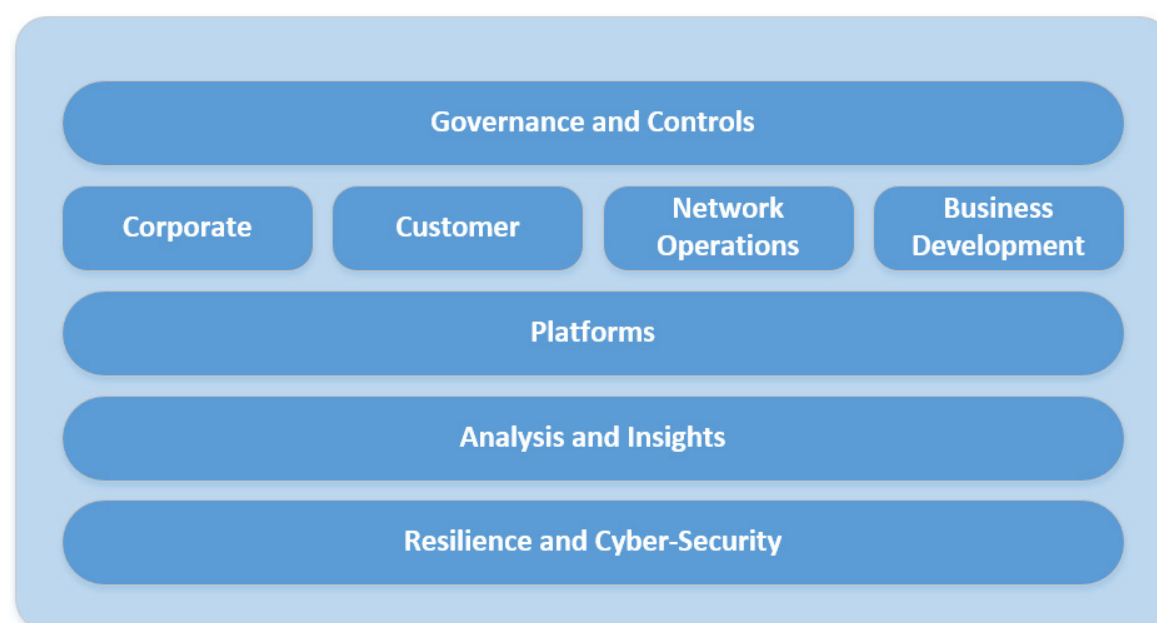 Governance and Controls
Corporate
Customer
Network
Operations
Business
Development
Platforms
Analysis and Insights
Resilience and Cyber-Security